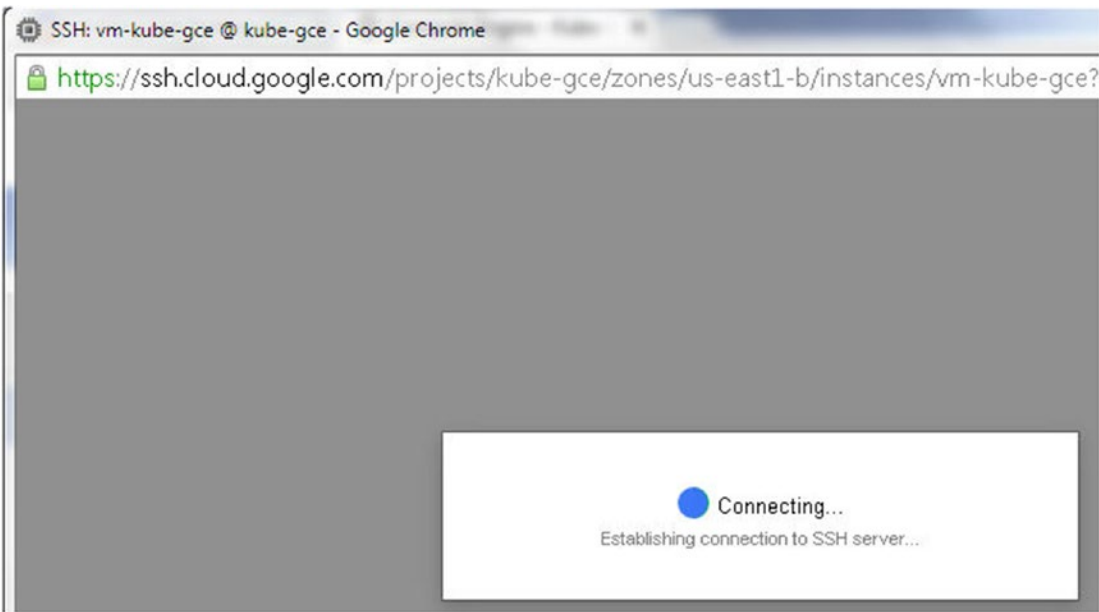 SSH: vm-kube-gce @ kube-gce - Google Chrome
https://ssh.cloud.google.com/projects/kube-gce/zones/us-east1-b/instances/vm-kube-gce?
Connecting...
Establishing connection to SSH server...